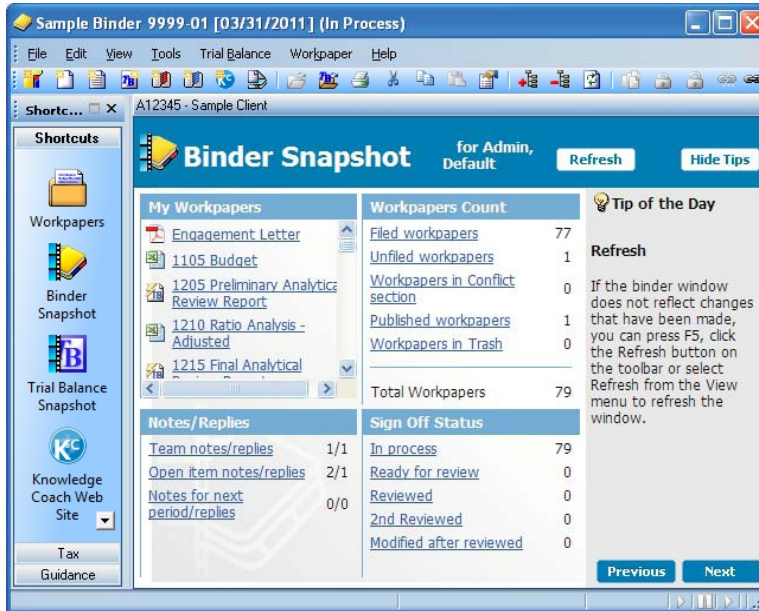 Sample Binder 9999-01 [03/31/2011] (In Process)
File Edit View Tools Trial Balance Workpaper Help
Shortc...
A12345 - Sample Client
Shortcuts
Workpapers
Binder
Snapshot
Trial Balance
Snapshot
Knowledge
Coach Web
Site
Tax
Guidance
Binder Snapshot
for Admin,
Default
Refresh
Hide Tips
My Workpapers
Engagement Letter
1105 Budget
1205 Preliminary Analytica
Review Report
1210 Ratio Analysis -
Adjusted
1215 Final Analytical
Workpapers Count
Filed workpapers 77
Unfiled workpapers 1
Workpapers in Conflict
section 0
Published workpapers 1
Workpapers in Trash 0
Total Workpapers 79
Notes/Replies
Team notes/replies 1/1
Open item notes/replies 2/1
Notes for next
period/replies 0/0
Sign Off Status
In process 79
Ready for review 0
Reviewed 0
2nd Reviewed 0
Modified after reviewed 0
Tip of the Day
Refresh
If the binder window
does not reflect changes
that have been made,
you can press F5, click
the Refresh button on
the toolbar or select
Refresh from the View
menu to refresh the
window.
Previous
Next